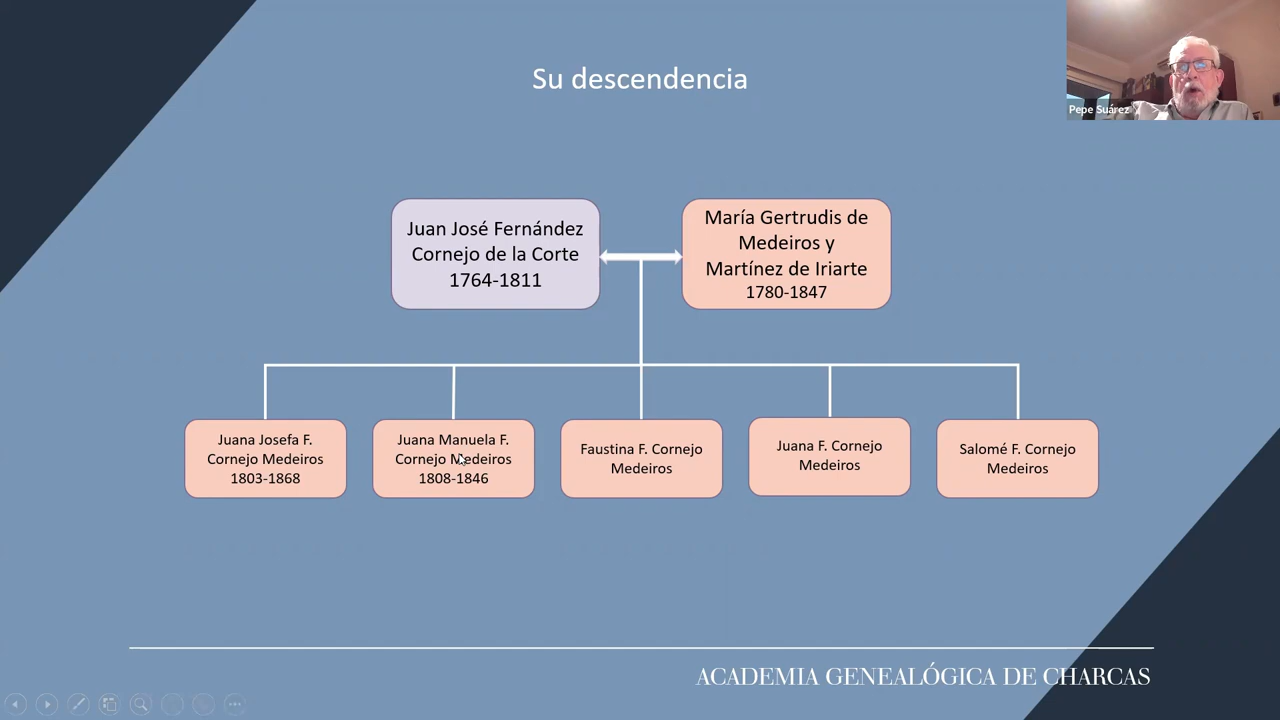 Su descendencia
Pepe Suárez
Juan José Fernández
Cornejo de la Corte
1764-1811
María Gertrudis de
Medeiros y
Martínez de Iriarte
1780-1847
Juana Josefa F.
Cornejo Medeiros
1803-1868
Juana Manuela F.
Cornejo Medeiros
1808-1846
Faustina F. Cornejo
Medeiros
Juana F. Cornejo
Medeiros
Salomé F. Cornejo
Medeiros
ACADEMIA GENEALÓGICA DE CHARCAS